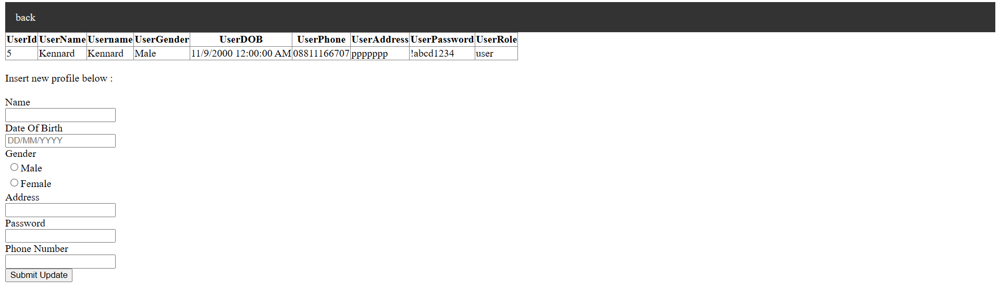 back
UserId UserName Username UserGender UserDOB UserPhone UserAddress UserPassword UserRole
5 Kennard Kennard Male 11/9/2000 12:00:00 AM 08811166707 ppppppp !abcd1234 user
Insert new profile below :
Name
Date Of Birth
DD/MM/YYYY
Gender
Male
Female
Address
Password
Phone Number
Submit Update